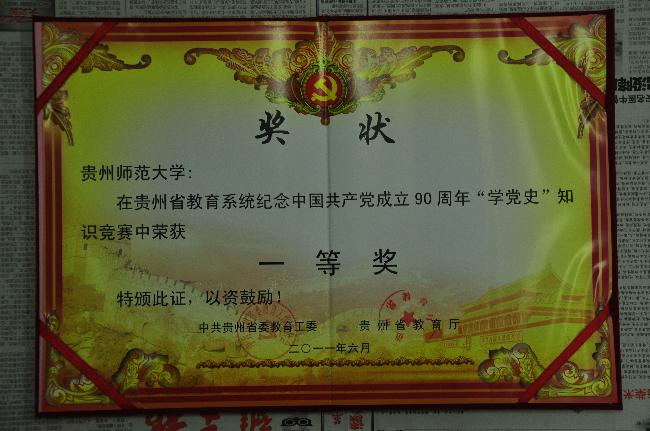 奖 状
贵州师范大学：
在贵州省教育系统纪念中国共产党成立90周年“学党史”知
识竞赛中荣获
一等奖
特颁此证，以资鼓励！
中共贵州省委教育工委 贵州省教育厅
二〇一一年六月